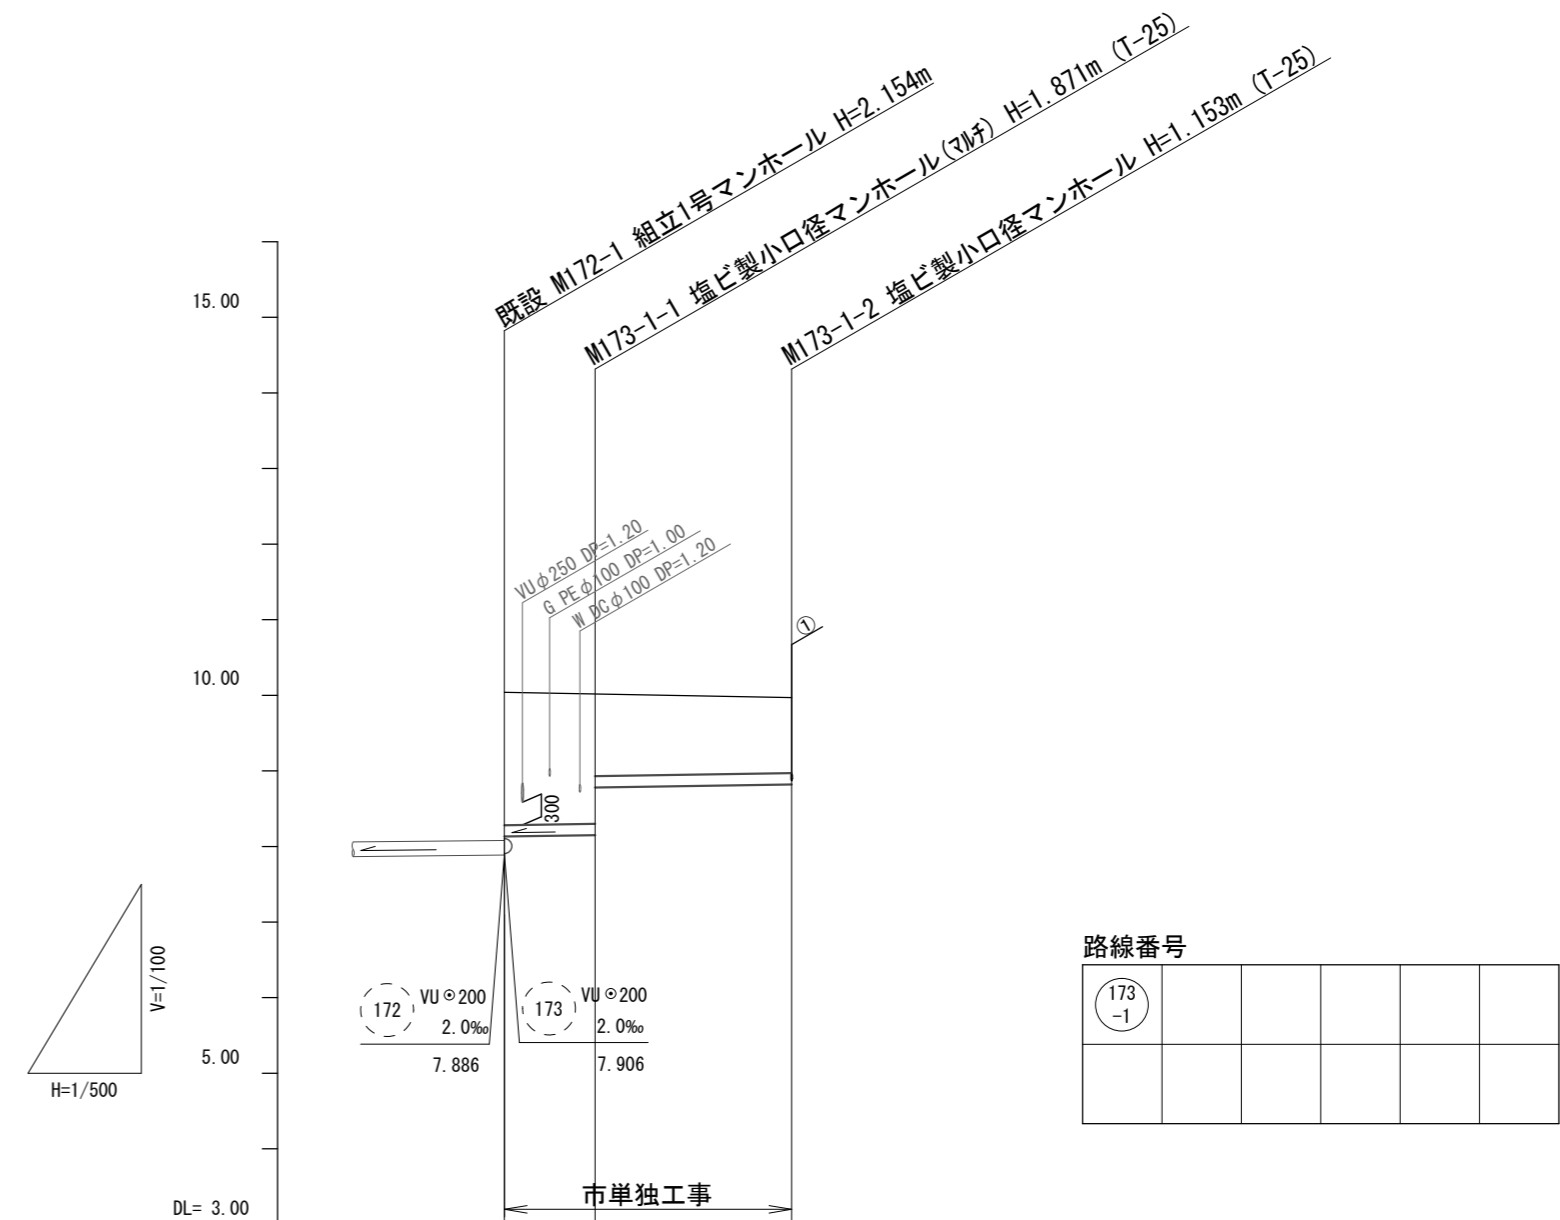 既設 M172-1 組立1号マンホール H=2.154m
M173-1-1 塩ビ製小口径マンホール(マルチ) H=1.871m (T-25)
M173-1-2 塩ビ製小口径マンホール H=1.153m (T-25)
15.00
VUφ250 DP=1.20
G PEφ100 DP=1.00
W DCφ100 DP=1.20
①
10.00
300
路線番号
173
-1
V=1/100
H=1/500
172
VU⊙200
2.0‰
7.886
173
VU⊙200
2.0‰
7.906
5.00
市単独工事
DL= 3.00